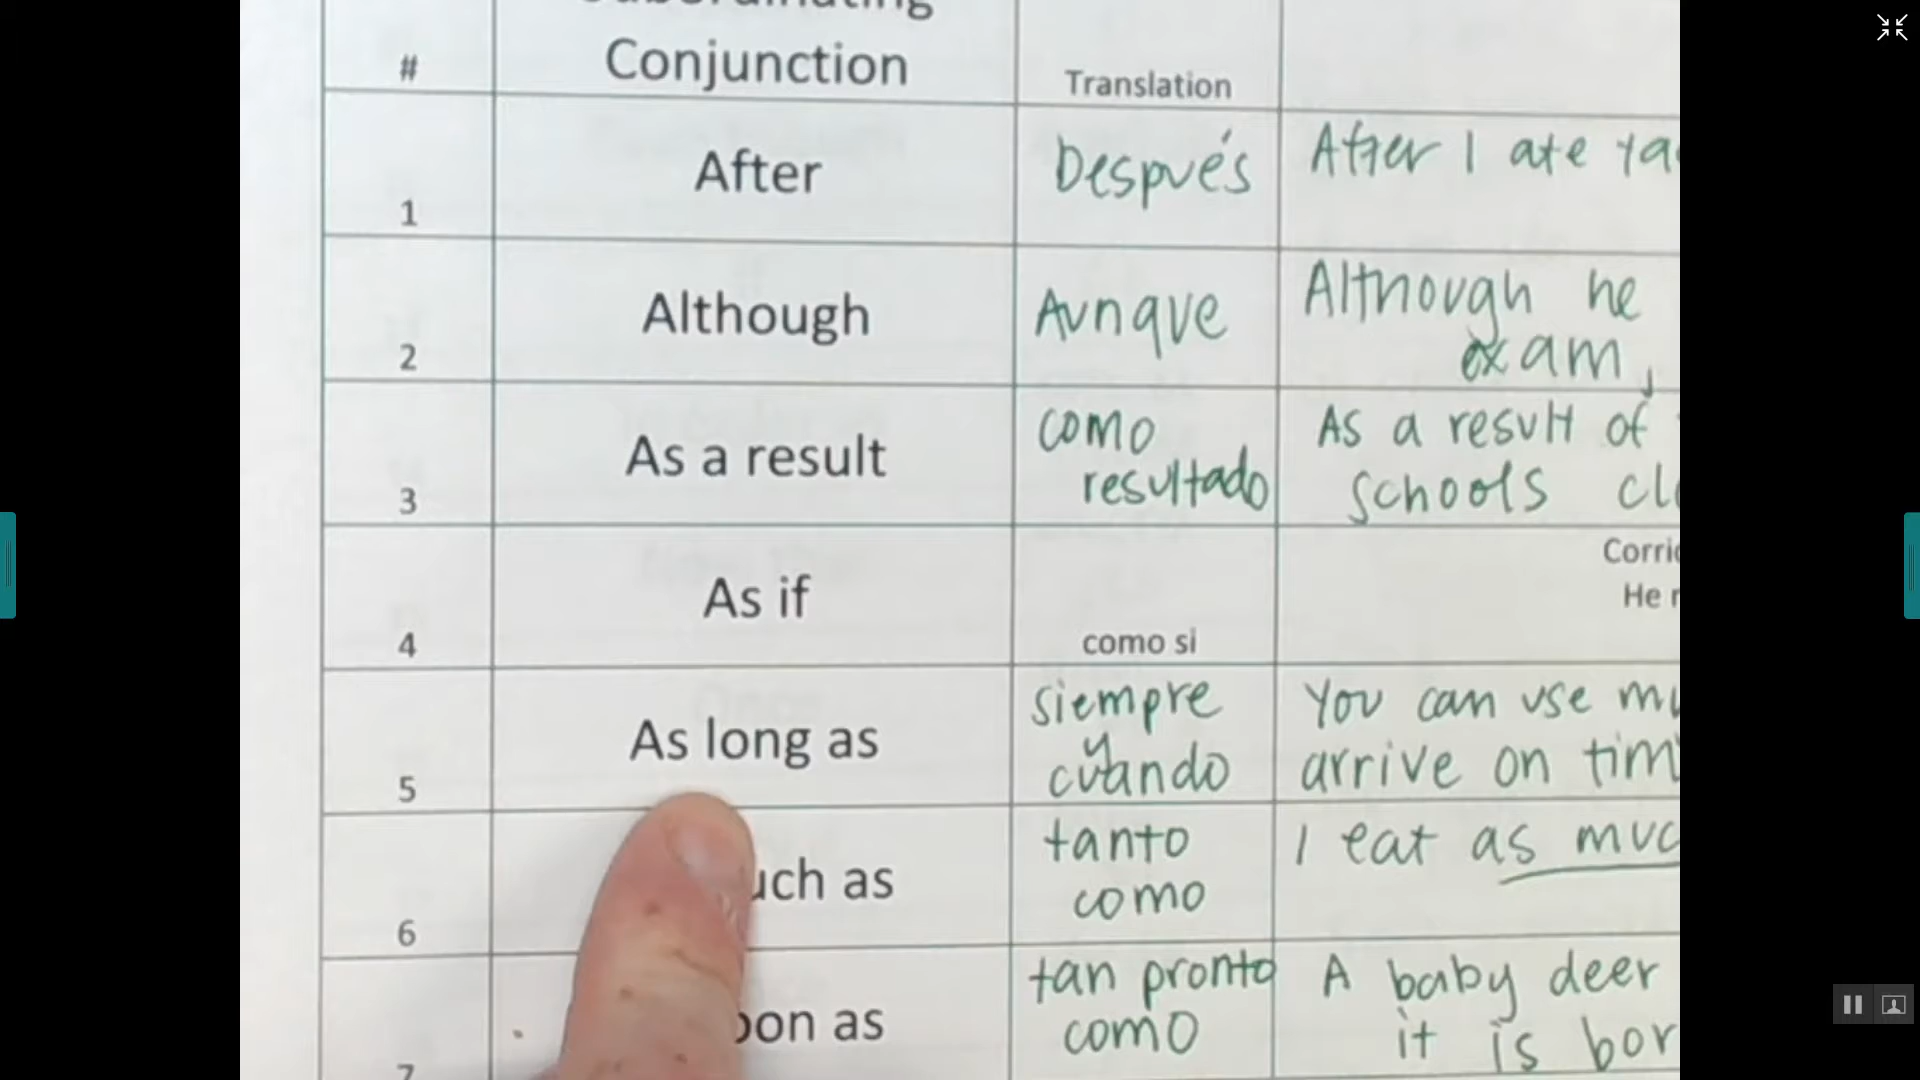 Conjunction
#
Translation
1
After
Después
After I ate
2
Although
Aunque
Although he
exam,
3
As a result
como
resultado
As a result of
schools
4
As if
como si
He
5
As long as
siempre
y
cuando
You can use
arrive on
6
as
tanto
como
I eat as
7
as
tan pronto
como
A baby deer
it is